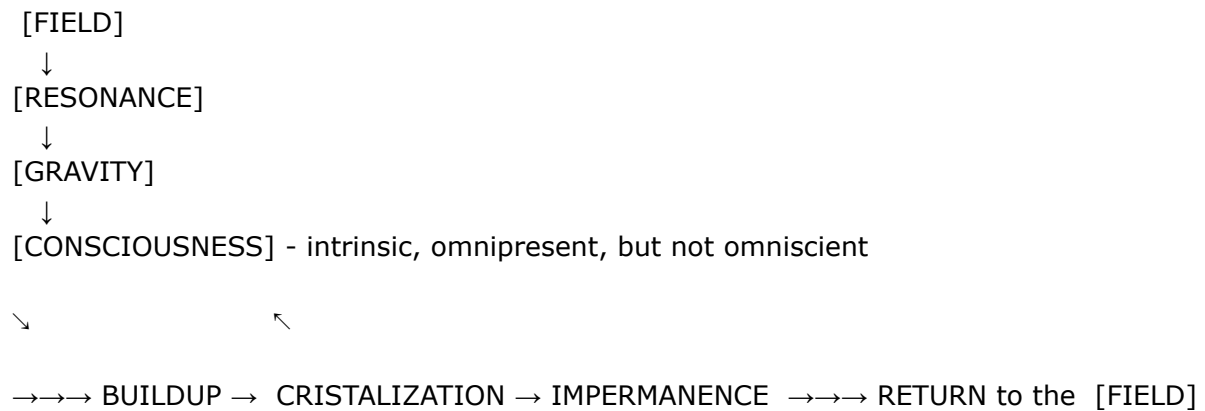 [FIELD]
↓
[RESONANCE]
↓
[GRAVITY]
↓
[CONSCIOUSNESS] - intrinsic, omnipresent, but not omniscient
↘ ↖
→→→ BUILDUP → CRISTALIZATION → IMPERMANENCE →→→ RETURN to the [FIELD]